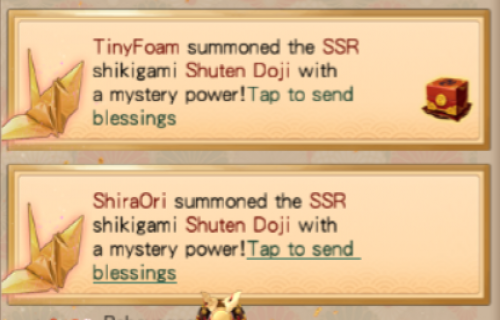 TinyFoam summoned the SSR
shikigami Shuten Doji with
a mystery power!Tap to send
blessings
ShiraOri summoned the SSR
shikigami Shuten Doji with
a mystery power!Tap to send
blessings